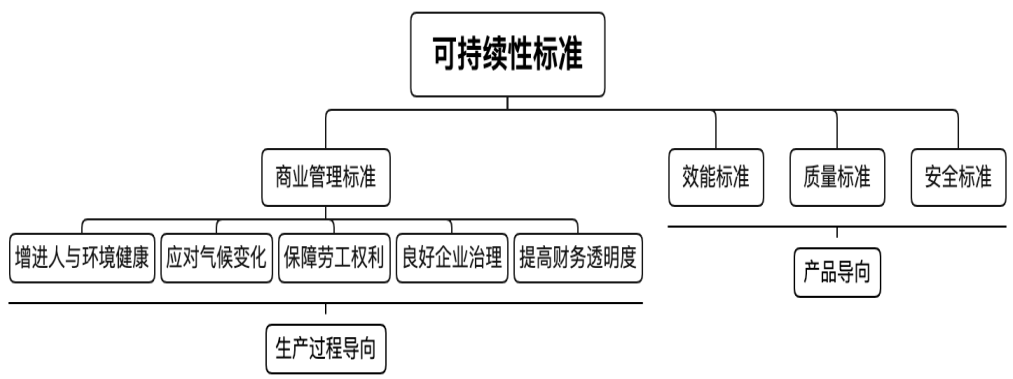 可持续性标准
商业管理标准
效能标准
质量标准
安全标准
增进人与环境健康
应对气候变化
保障劳工权利
良好企业治理
提高财务透明度
产品导向
生产过程导向